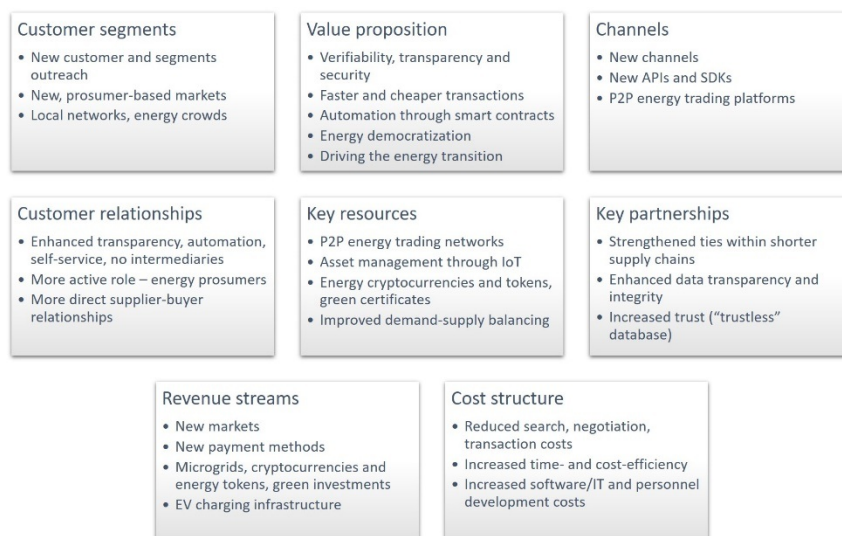 Customer segments
• New customer and segments
outreach
• New, prosumer-based markets
• Local networks, energy crowds
Value proposition
• Verifiability, transparency and
security
• Faster and cheaper transactions
• Automation through smart contracts
• Energy democratization
• Driving the energy transition
Channels
• New channels
• New APIs and SDKs
• P2P energy trading platforms
Customer relationships
• Enhanced transparency, automation,
self-service, no intermediaries
• More active role – energy prosumers
• More direct supplier-buyer
relationships
Key resources
• P2P energy trading networks
• Asset management through IoT
• Energy cryptocurrencies and tokens,
green certificates
• Improved demand-supply balancing
Key partnerships
• Strengthened ties within shorter
supply chains
• Enhanced data transparency and
integrity
• Increased trust (“trustless”
database)
Revenue streams
• New markets
• New payment methods
• Microgrids, cryptocurrencies and
energy tokens, green investments
• EV charging infrastructure
Cost structure
• Reduced search, negotiation,
transaction costs
• Increased time- and cost-efficiency
• Increased software/IT and personnel
development costs